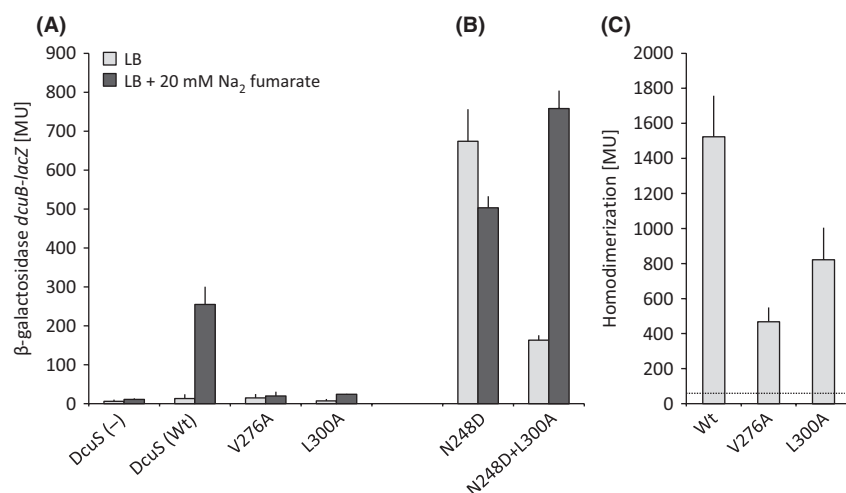 (A)
β-galactosidase dcuB-lacZ [MU]
900
800
700
600
500
400
300
200
100
0
LB
LB + 20 mM Na₂ fumarate
DcuS (−)
DcuS (Wt)
V276A
L300A
(B)
N248D
N248D+L300A
(C)
Homodimerization [MU]
2000
1800
1600
1400
1200
1000
800
600
400
200
0
Wt
V276A
L300A